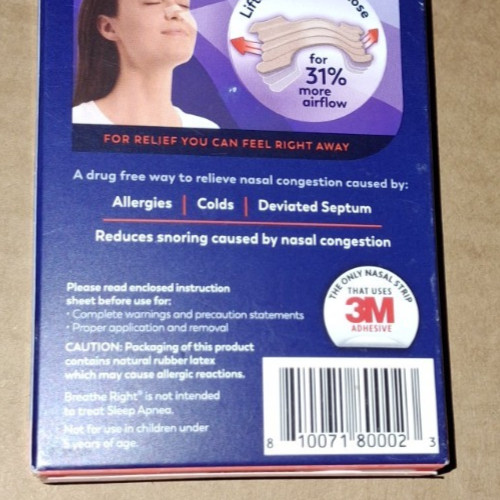 Lift
ose
for
31%
more
airflow
FOR RELIEF YOU CAN FEEL RIGHT AWAY
A drug free way to relieve nasal congestion caused by:
Allergies | Colds | Deviated Septum
Reduces snoring caused by nasal congestion
Please read enclosed instruction
sheet before use for:
• Complete warnings and precaution statements
• Proper application and removal
CAUTION: Packaging of this product
contains natural rubber latex
which may cause allergic reactions.
Breathe Right® is not intended
to treat Sleep Apnea.
Not for use in children under
5 years of age.
THE ONLY NASAL STRIP
THAT USES
3M
ADHESIVE
8 10071 80002 3